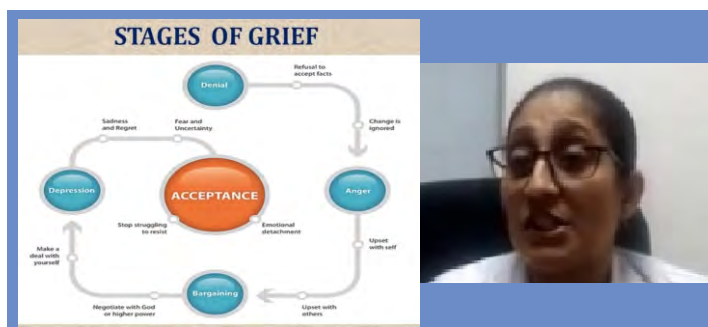 STAGES OF GRIEF
Denial
Refusal to
accept facts
Change is
ignored
Anger
Upset
with self
Upset with
others
Bargaining
Negotiate with God
or higher power
Make a
deal with
yourself
Depression
Sadness
and Regret
Fear and
Uncertainty
ACCEPTANCE
Stop struggling
to resist
Emotional
detachment